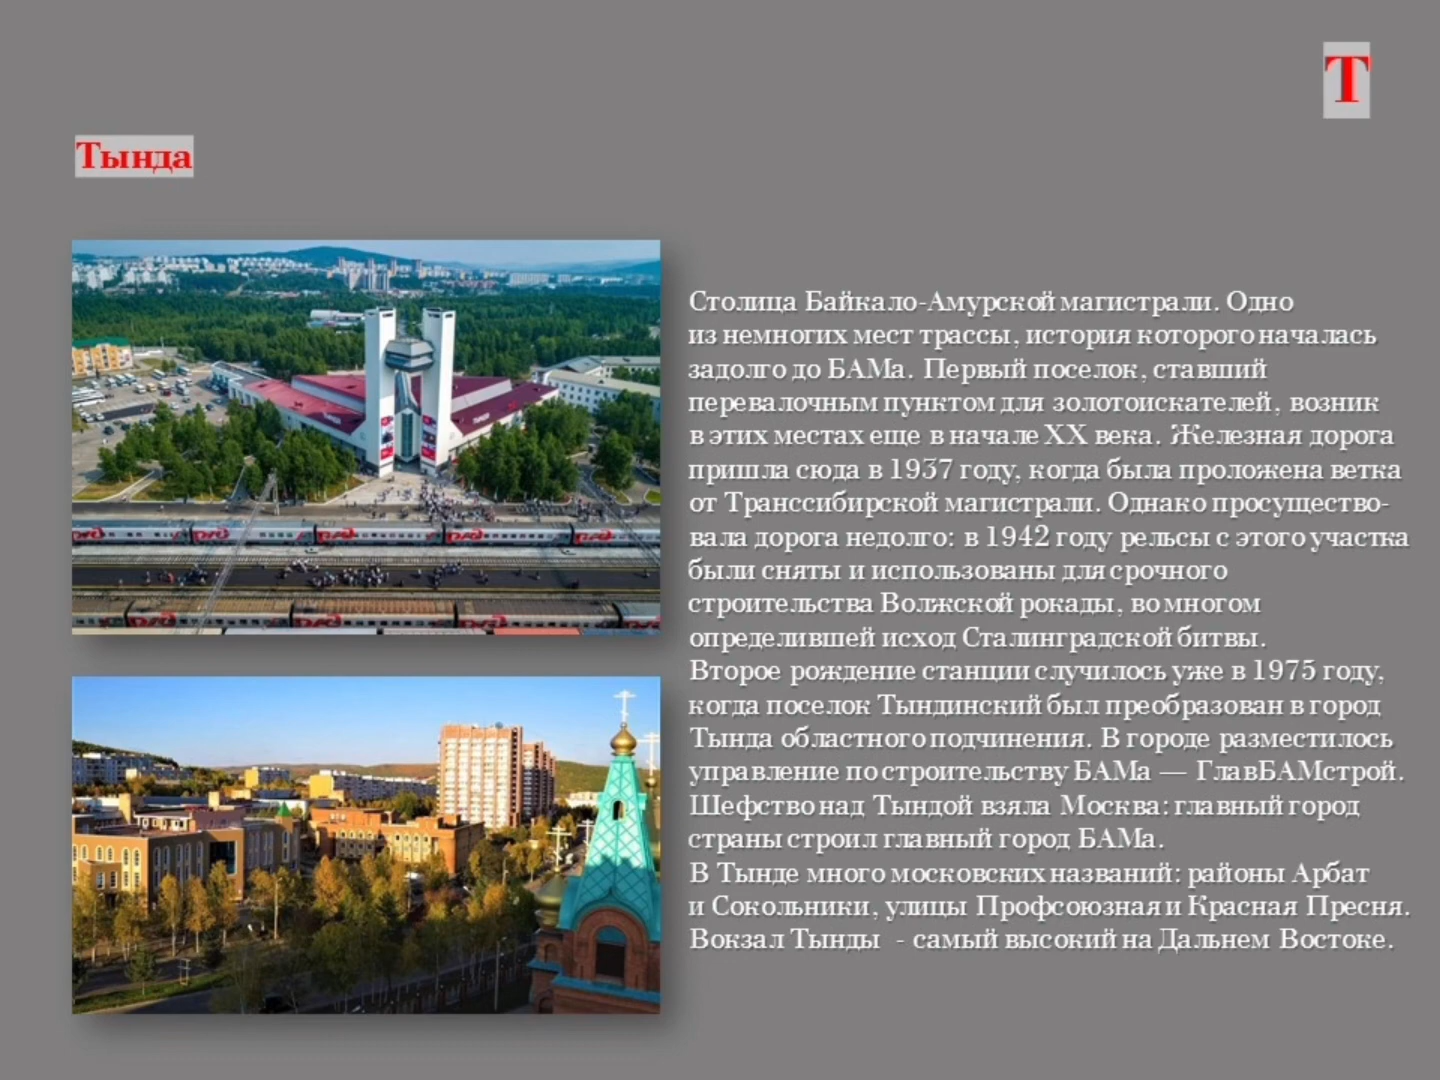 Т
Тында
Столица Байкало-Амурской магистрали. Одно
из немногих мест трассы, история которого началась
задолго до БАМа. Первый поселок, ставший
перевалочным пунктом для золотоискателей, возник
в этих местах еще в начале XX века. Железная дорога
пришла сюда в 1937 году, когда была проложена ветка
от Транссибирской магистрали. Однако просущество-
вала дорога недолго: в 1942 году рельсы с этого участка
были сняты и использованы для срочного
строительства Волжской рокады, во многом
определившей исход Сталинградской битвы.
Второе рождение станции случилось уже в 1975 году,
когда поселок Тындинский был преобразован в город
Тында областного подчинения. В городе разместилось
управление по строительству БАМа — ГлавБАМстрой.
Шефство над Тындой взяла Москва: главный город
страны строил главный город БАМа.
В Тынде много московских названий: районы Арбат
и Сокольники, улицы Профсоюзная и Красная Пресня.
Вокзал Тынды - самый высокий на Дальнем Востоке.